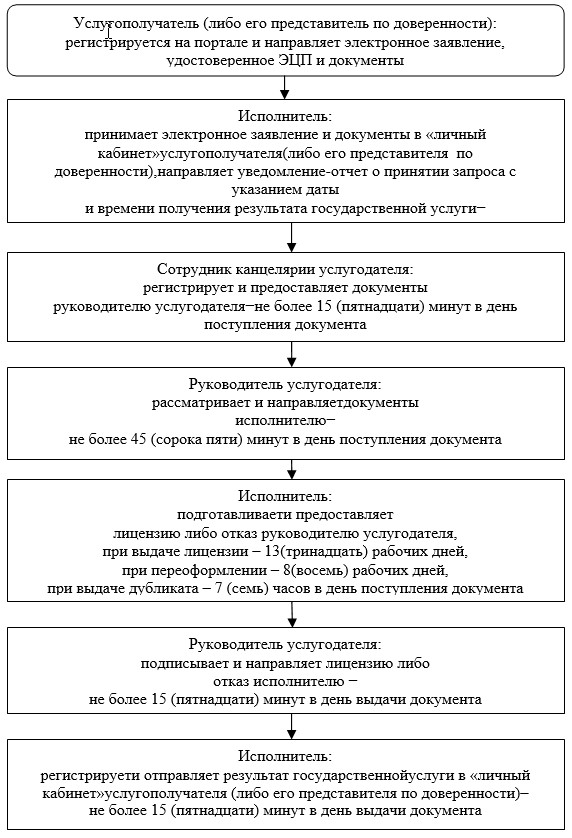 Услугополучатель (либо его представитель по доверенности):
регистрируется на портале и направляет электронное заявление,
удостоверенное ЭЦП и документы
Исполнитель:
принимает электронное заявление и документы в «личный
кабинет»услугополучателя(либо его представителя по
доверенности),направляет уведомление-отчет о принятии запроса с
указанием даты
и времени получения результата государственной услуги−
Сотрудник канцелярии услугодателя:
регистрирует и предоставляет документы
руководителю услугодателя−не более 15 (пятнадцати) минут в день
поступления документа
Руководитель услугодателя:
рассматривает и направляетдокументы
исполнителю−
не более 45 (сорока пяти) минут в день поступления документа
Исполнитель:
подготавливаети предоставляет
лицензию либо отказ руководителю услугодателя,
при выдаче лицензии – 13(тринадцать) рабочих дней,
при переоформлении – 8(восемь) рабочих дней,
при выдаче дубликата – 7 (семь) часов в день поступления документа
Руководитель услугодателя:
подписывает и направляет лицензию либо
отказ исполнителю −
не более 15 (пятнадцати) минут в день выдачи документа
Исполнитель:
регистрируети отправляет результат государственнойуслуги в «личный
кабинет»услугополучателя (либо его представителя по доверенности)–
не более 15 (пятнадцати) минут в день выдачи документа